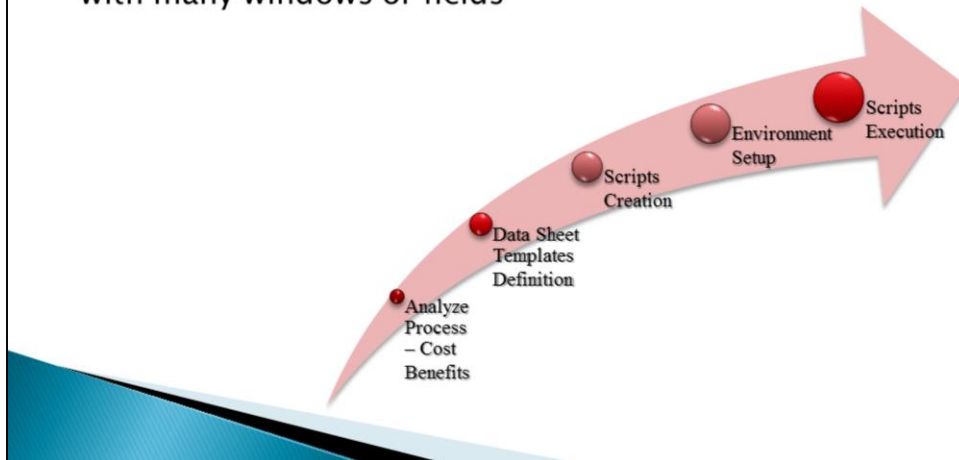 with many windows or fields
Scripts
Execution
Environment
Setup
Scripts
Creation
Data Sheet
Templates
Definition
Analyze
Process
– Cost
Benefits